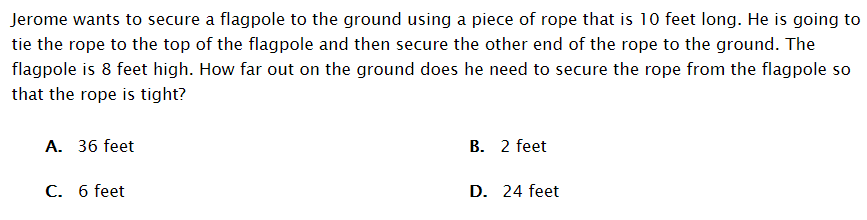 Jerome wants to secure a flagpole to the ground using a piece of rope that is 10 feet long. He is going to
tie the rope to the top of the flagpole and then secure the other end of the rope to the ground. The
flagpole is 8 feet high. How far out on the ground does he need to secure the rope from the flagpole so
that the rope is tight?
A. 36 feet B. 2 feet
C. 6 feet D. 24 feet